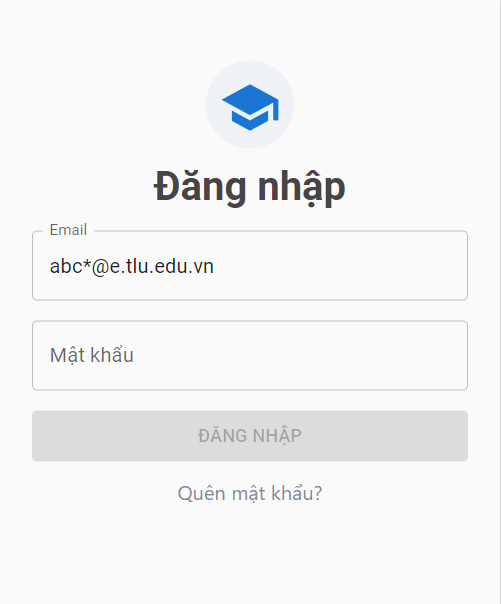 Đăng nhập
Email
abc*@e.tlu.edu.vn
Mật khẩu
ĐĂNG NHẬP
Quên mật khẩu?